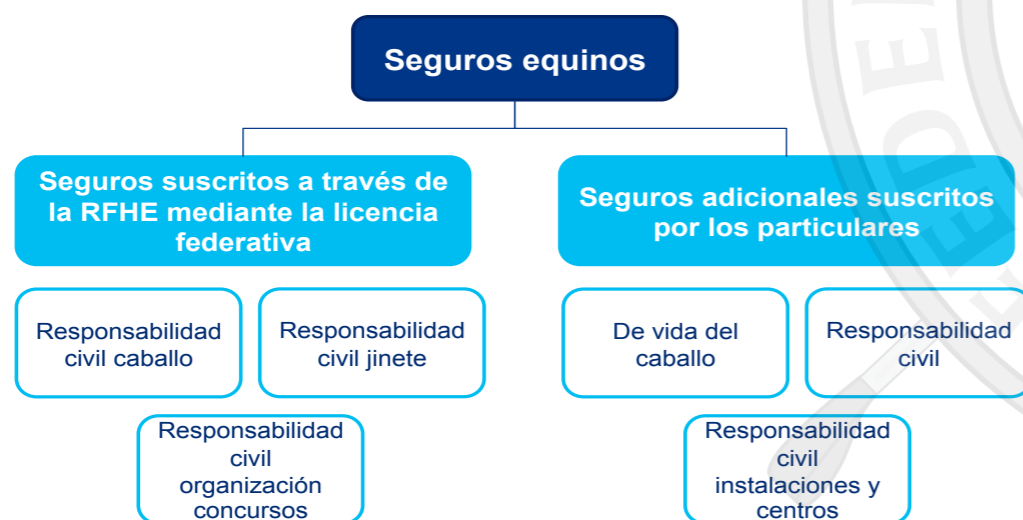 Seguros equinos
Seguros suscritos a través de
la RFHE mediante la licencia
federativa
Seguros adicionales suscritos
por los particulares
Responsabilidad
civil caballo
Responsabilidad
civil jinete
De vida del
caballo
Responsabilidad
civil
Responsabilidad
civil
organización
concursos
Responsabilidad
civil
instalaciones y
centros